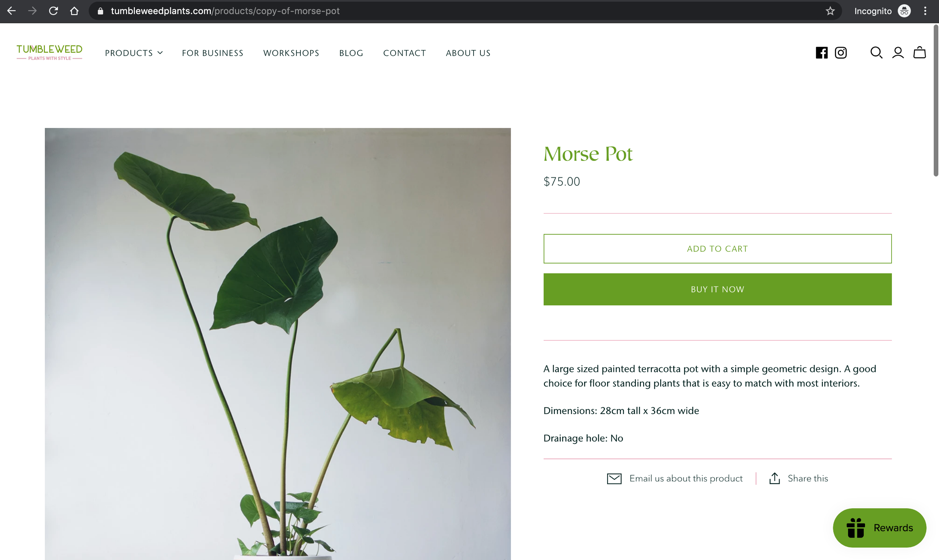 tumbleweedplants.com/products/copy-of-morse-pot
Incognito
TUMBLEWEED
PLANTS WITH STYLE
PRODUCTS
FOR BUSINESS
WORKSHOPS
BLOG
CONTACT
ABOUT US
Morse Pot
$75.00
ADD TO CART
BUY IT NOW
A large sized painted terracotta pot with a simple geometric design. A good
choice for floor standing plants that is easy to match with most interiors.
Dimensions: 28cm tall x 36cm wide
Drainage hole: No
Email us about this product
Share this
Rewards